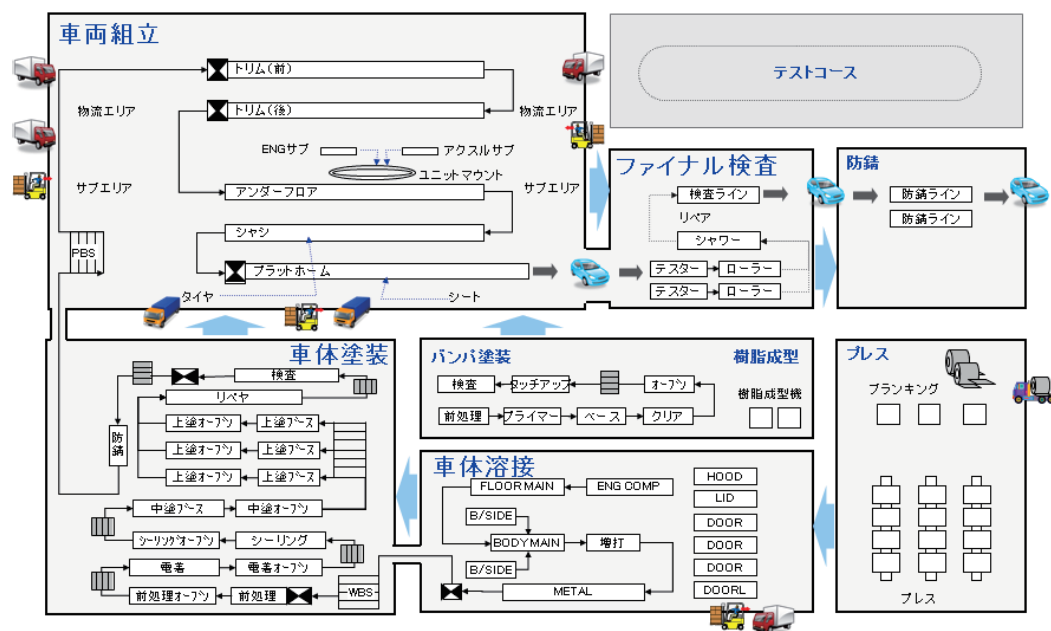 車両組立
トリム(前)
物流エリア
トリム(後)
物流エリア
ENGサブ
アクスルサブ
ユニットマウント
サブエリア
アンダーフロア
サブエリア
シャシ
PBS
プラットホーム
タイヤ
シート
テストコース
ファイナル検査
検査ライン
リペア
シャワー
テスター
ローラー
テスター
ローラー
防錆
防錆ライン
防錆ライン
車体塗装
検査
リペヤ
防錆
上塗オーブン
上塗ブース
上塗オーブン
上塗ブース
上塗オーブン
上塗ブース
中塗ブース
中塗オーブン
シーリングオーブン
シーリング
電着
電着オーブン
前処理オーブン
前処理
WBS
バンパ塗装
検査
タッチアップ
オーブン
前処理
プライマー
ベース
クリア
樹脂成型
樹脂成型機
車体溶接
FLOOR MAIN
ENG COMP
B/SIDE
BODY MAIN
増打
B/SIDE
METAL
HOOD
LID
DOOR
DOOR
DOOR
DOORL
プレス
ブランキング
プレス